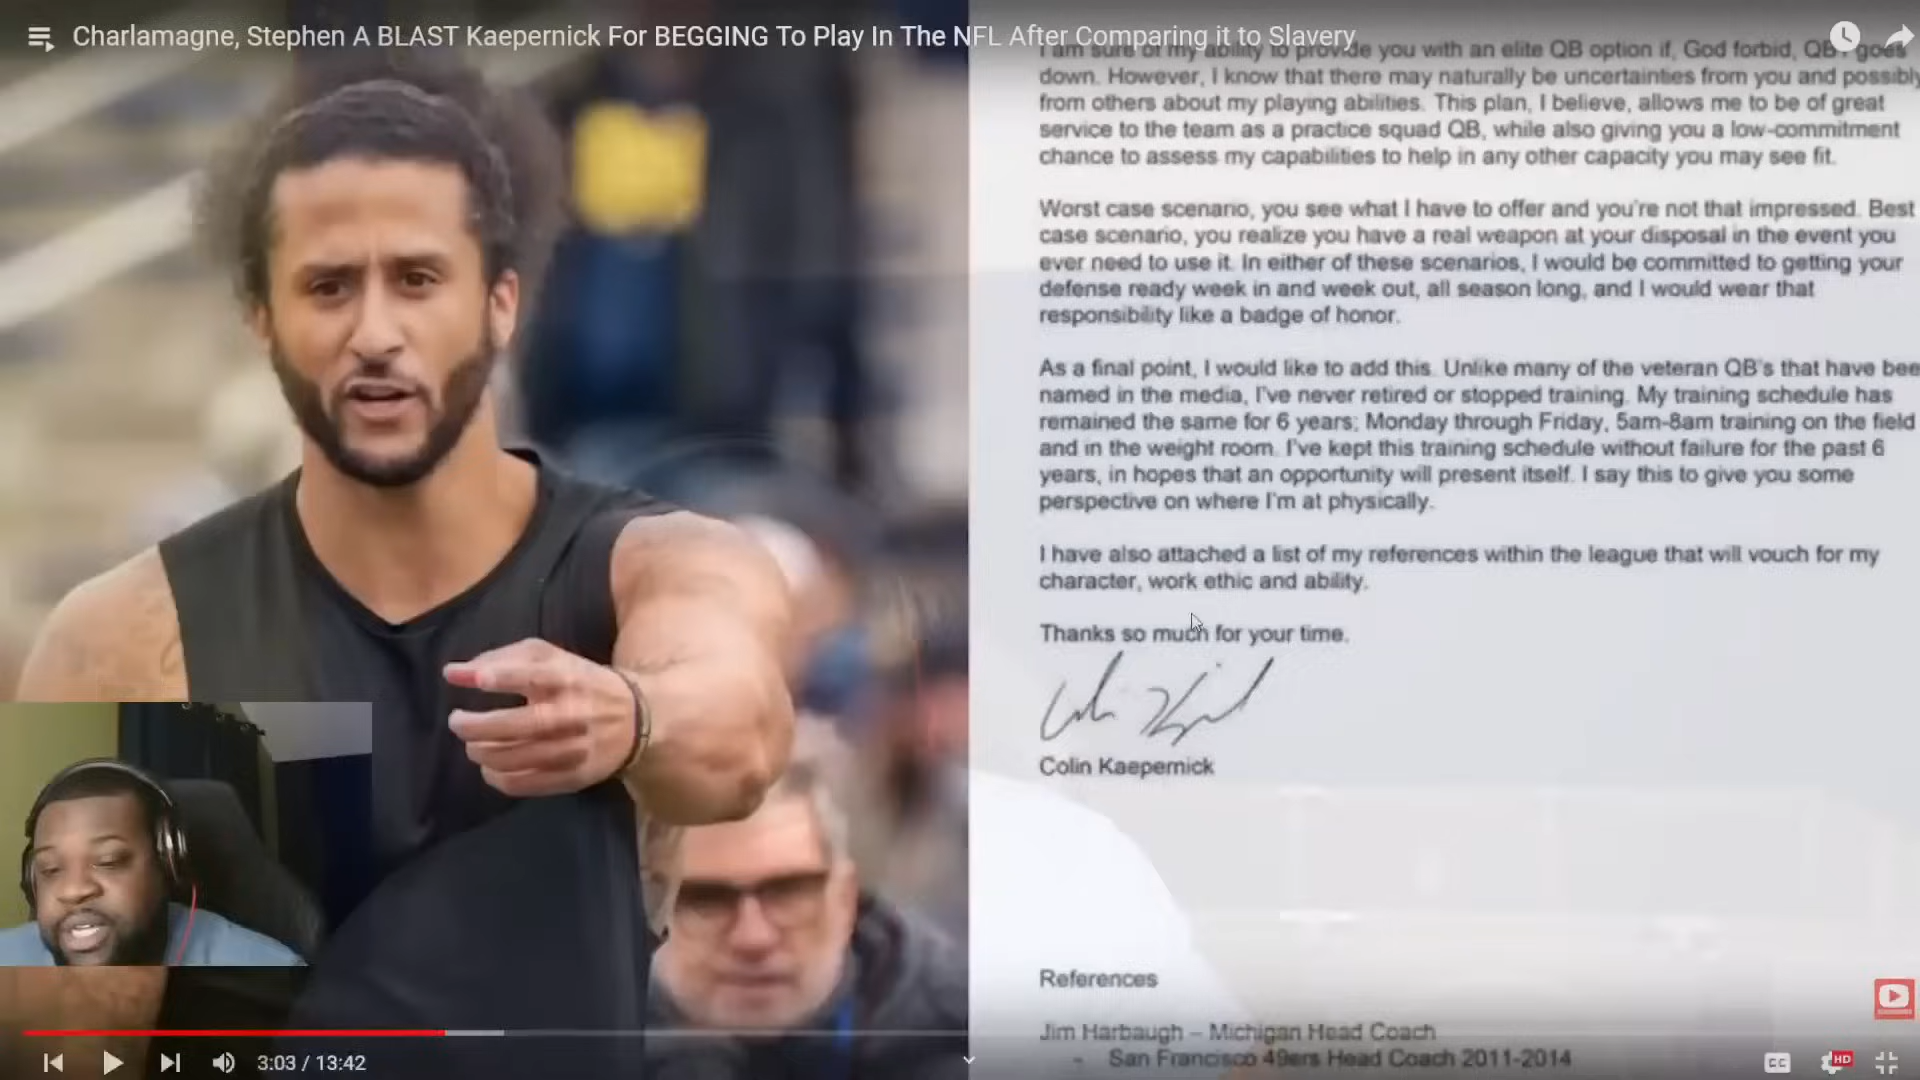 Charlamagne, Stephen A BLAST Kaepernick For BEGGING To Play In The NFL After Comparing it to Slavery
I am sure of my ability to provide you with an elite QB option if, God forbid, QB1 goes
down. However, I know that there may naturally be uncertainties from you and possibly
from others about my playing abilities. This plan, I believe, allows me to be of great
service to the team as a practice squad QB, while also giving you a low-commitment
chance to assess my capabilities to help in any other capacity you may see fit.
Worst case scenario, you see what I have to offer and you're not that impressed. Best
case scenario, you realize you have a real weapon at your disposal in the event you
ever need to use it. In either of these scenarios, I would be committed to getting your
defense ready week in and week out, all season long, and I would wear that
responsibility like a badge of honor.
As a final point, I would like to add this. Unlike many of the veteran QB's that have bee
named in the media, I've never retired or stopped training. My training schedule has
remained the same for 6 years; Monday through Friday, 5am-8am training on the field
and in the weight room. I've kept this training schedule without failure for the past 6
years, in hopes that an opportunity will present itself. I say this to give you some
perspective on where I'm at physically.
I have also attached a list of my references within the league that will vouch for my
character, work ethic and ability.
Thanks so much for your time.
Colin Kaepernick
References
Jim Harbaugh – Michigan Head Coach
- San Francisco 49ers Head Coach 2011-2014
3:03 / 13:42
CC
HD